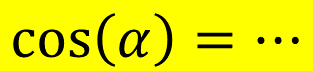 cos(𝛼) = ⋯